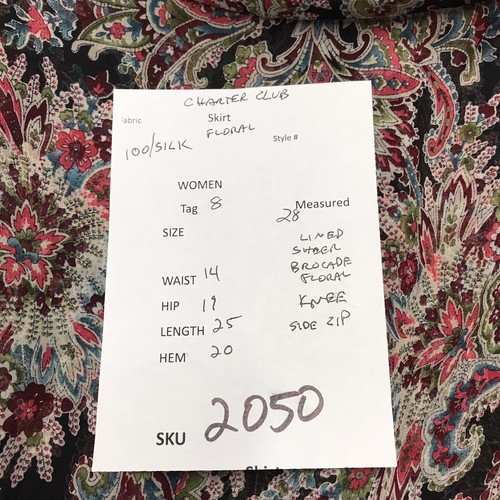 CHARTER CLUB
Fabric Skirt
100/SILK FLORAL
Style #
WOMEN
Tag 8 Measured
28
SIZE LINED
SHEER
BROCADE
WAIST 14 FLORAL
HIP 19 KNEE
LENGTH 25 SIDE ZIP
HEM 20
SKU 2050
Skirt